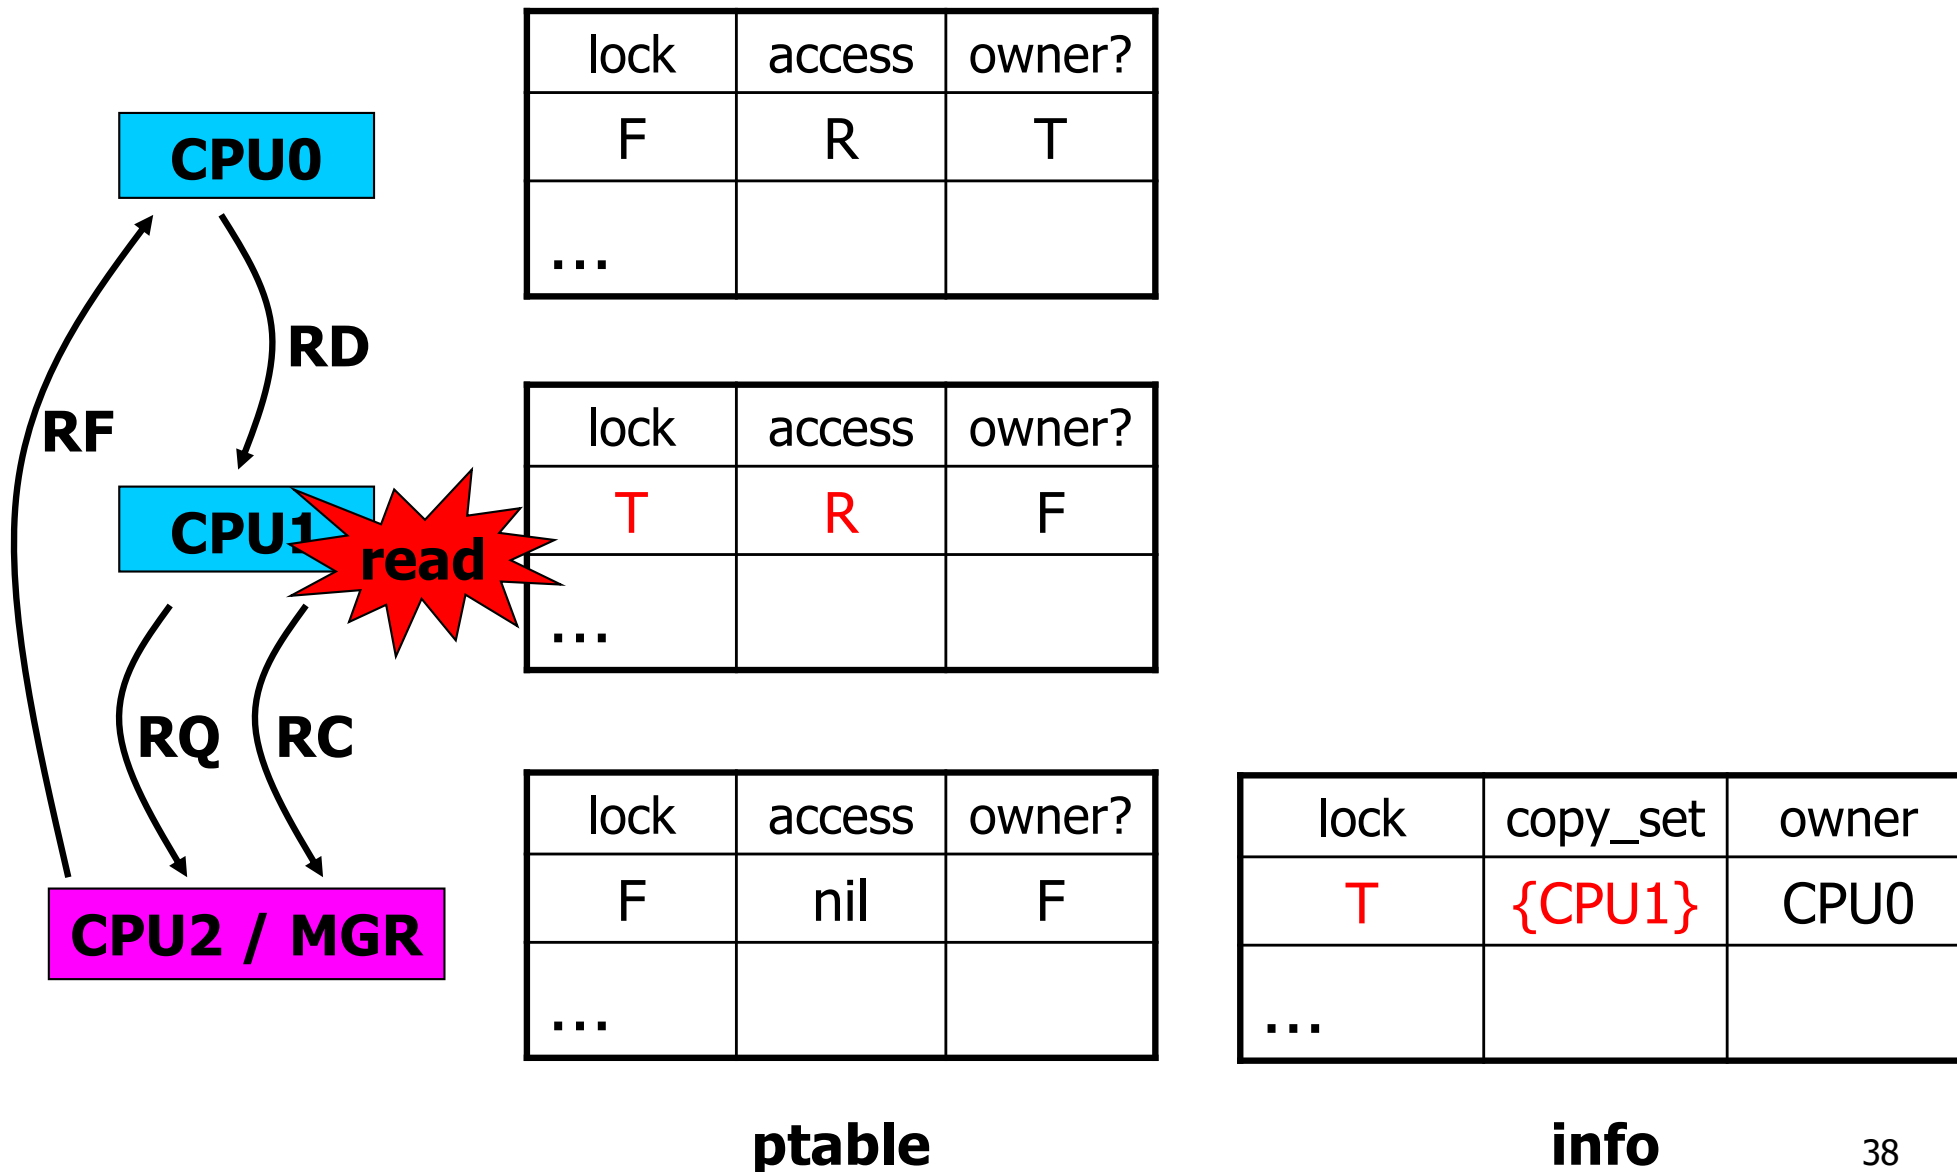 lock access owner?
F R T
...
CPU0
RD
RF
lock access owner?
T R F
...
CPU1
read
RQ RC
lock access owner?
F nil F
...
CPU2 / MGR
lock copy_set owner
T {CPU1} CPU0
...
ptable
info
38